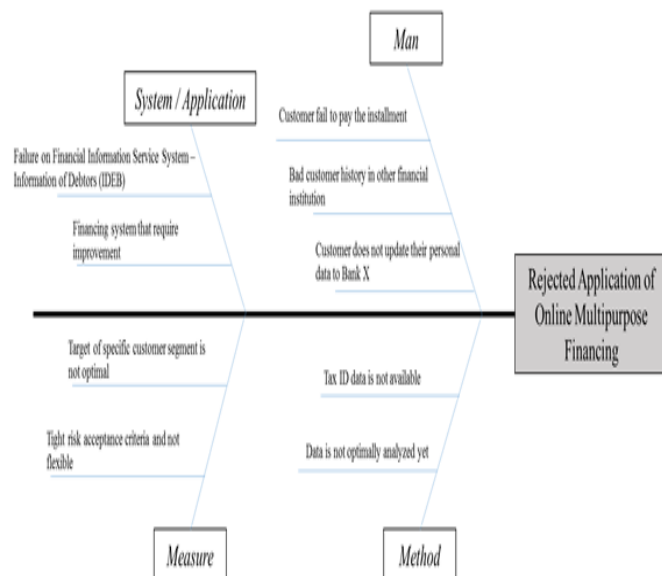 Man
System / Application
Customer fail to pay the installment
Failure on Financial Information Service System –
Information of Debtors (IDEB)
Bad customer history in other financial
institution
Financing system that require
improvement
Customer does not update their personal
data to Bank X
Rejected Application of
Online Multipurpose
Financing
Target of specific customer segment is
not optimal
Tax ID data is not available
Tight risk acceptance criteria and not
flexible
Data is not optimally analyzed yet
Measure
Method